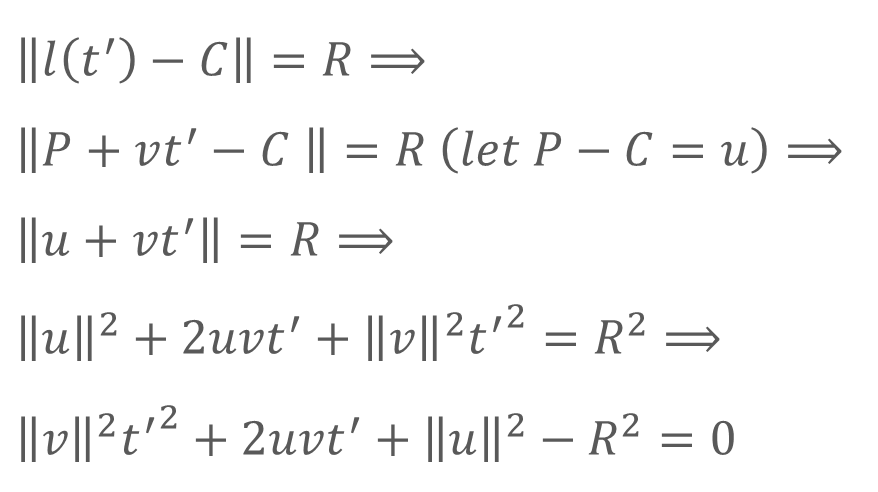 ‖l(t′) − C‖ = R ⟹
‖P + vt′ − C ‖ = R (let P − C = u) ⟹
‖u + vt′‖ = R ⟹
‖u‖² + 2uvt′ + ‖v‖²t′² = R² ⟹
‖v‖²t′² + 2uvt′ + ‖u‖² − R² = 0